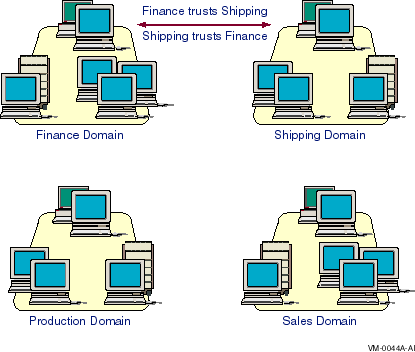 Finance trusts Shipping
Shipping trusts Finance
Finance Domain
Shipping Domain
Production Domain
Sales Domain
VM-0044A-AI